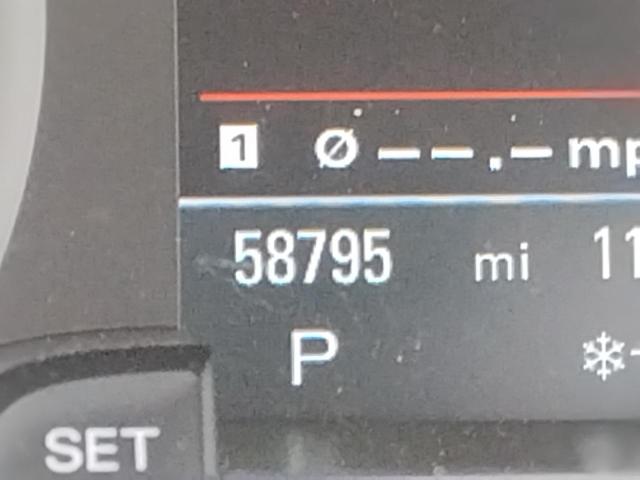 1 Ø --.- mp
58795 mi 11
P
SET